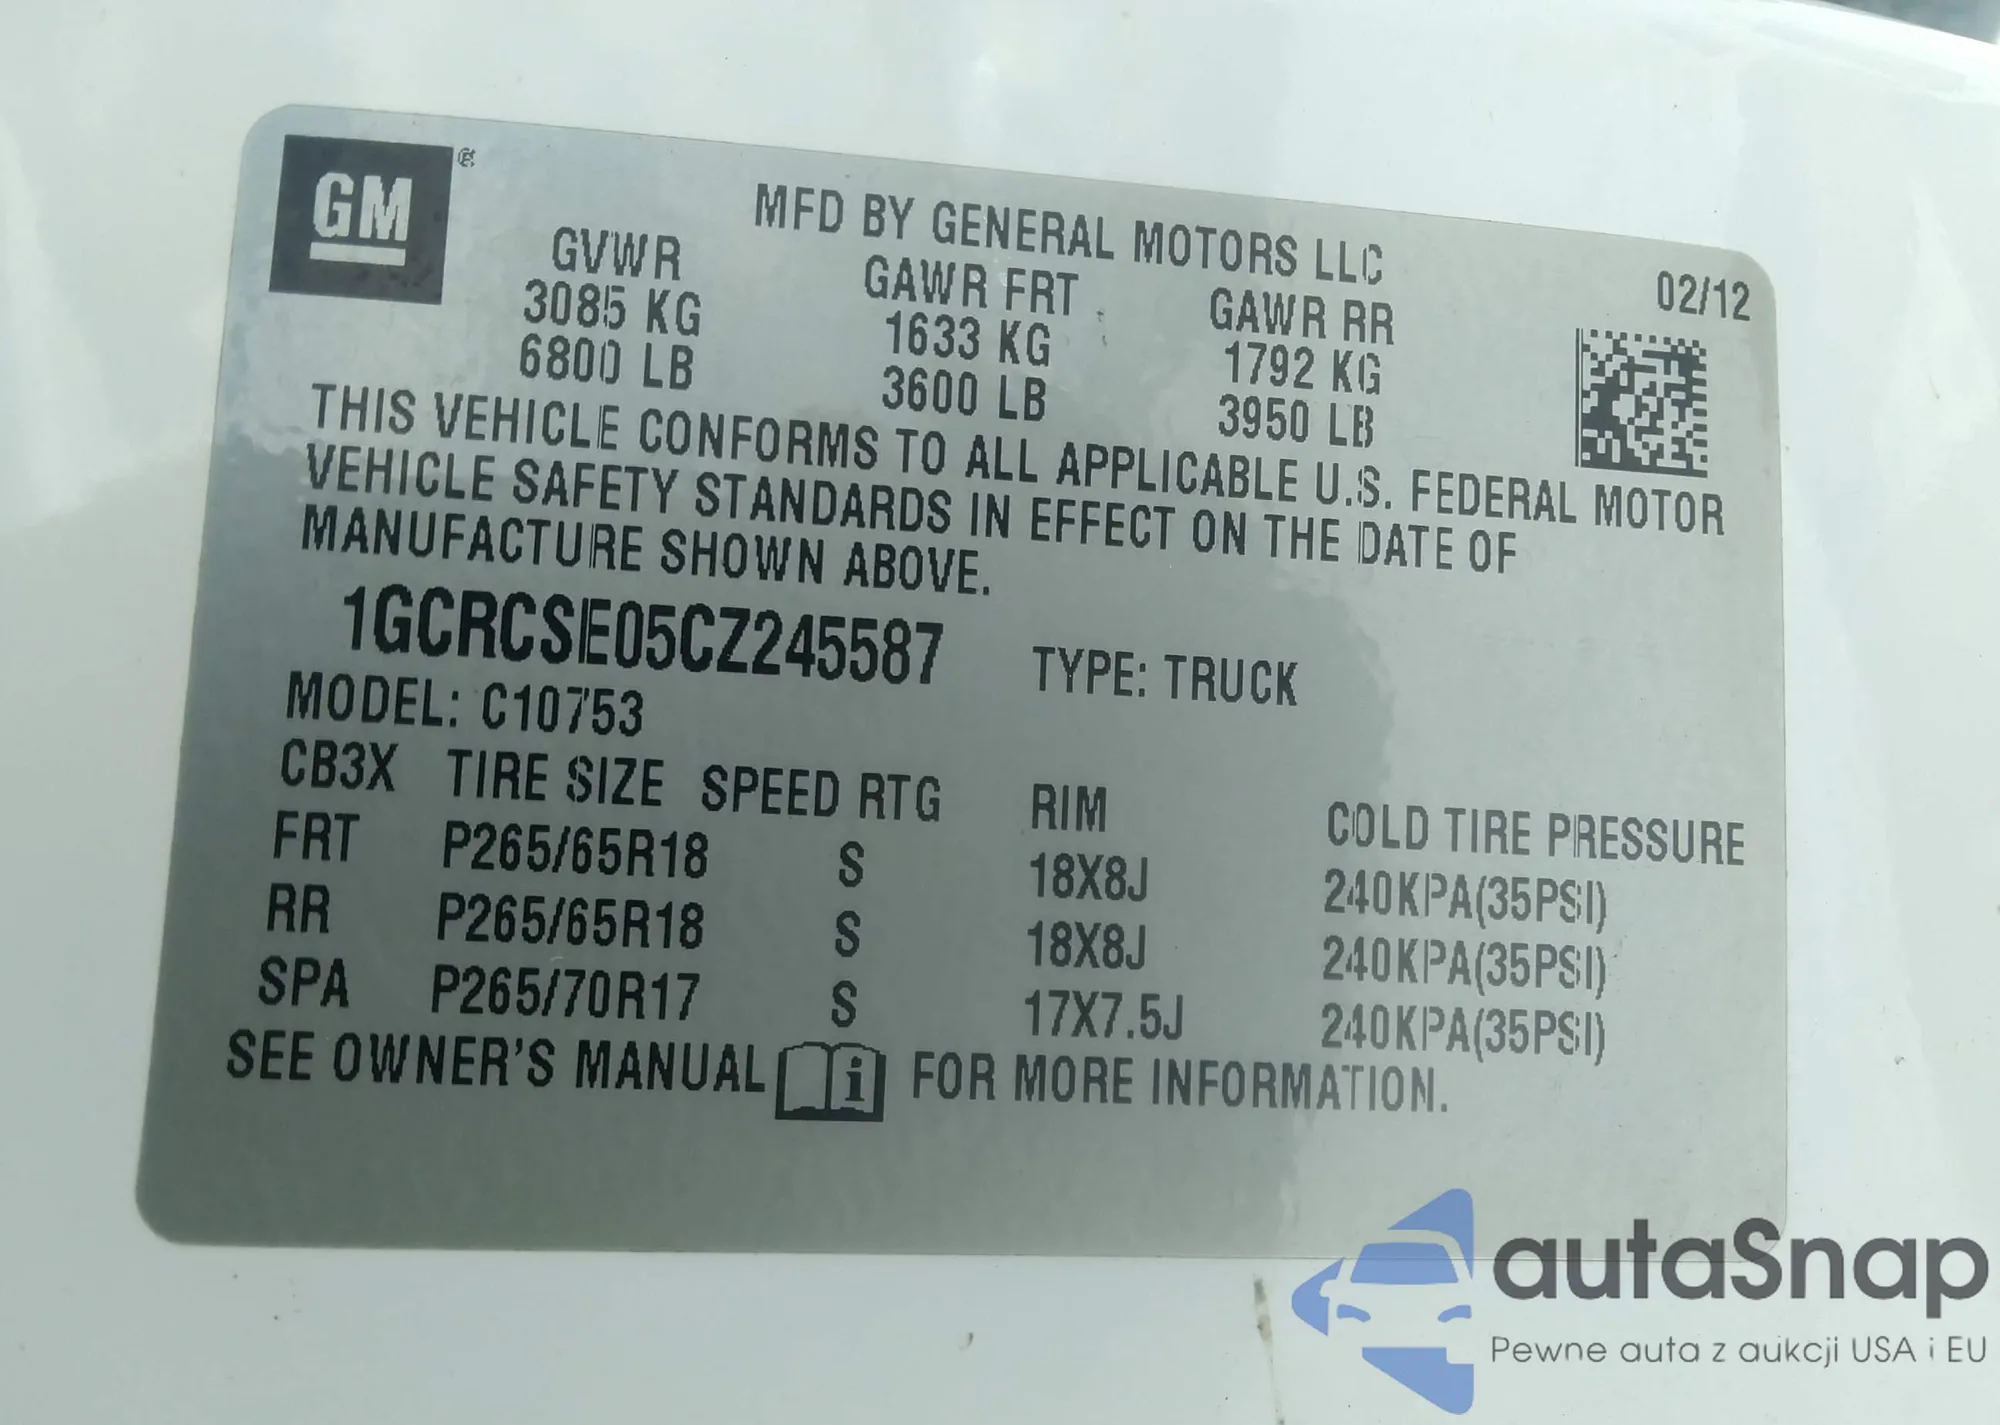 GM ®
MFD BY GENERAL MOTORS LLC
02/12
GVWR GAWR FRT GAWR RR
3085 KG 1633 KG 1792 KG
6800 LB 3600 LB 3950 LB
THIS VEHICLE CONFORMS TO ALL APPLICABLE U.S. FEDERAL MOTOR
VEHICLE SAFETY STANDARDS IN EFFECT ON THE DATE OF
MANUFACTURE SHOWN ABOVE.
1GCRCSE05CZ245587 TYPE: TRUCK
MODEL: C10753
CB3X TIRE SIZE SPEED RTG RIM COLD TIRE PRESSURE
FRT P265/65R18 S 18X8J 240KPA(35PSI)
RR P265/65R18 S 18X8J 240KPA(35PSI)
SPA P265/70R17 S 17X7.5J 240KPA(35PSI)
SEE OWNER'S MANUAL i FOR MORE INFORMATION.
autaSnap
Pewne auta z aukcji USA i EU